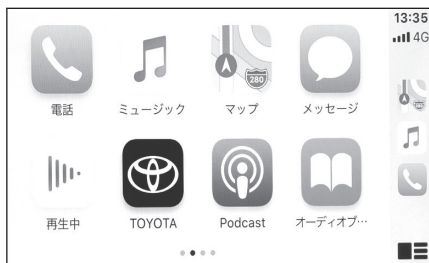 13:35
4G
280
電話
ミュージック
マップ
メッセージ
再生中
TOYOTA
Podcast
オーディオブ…